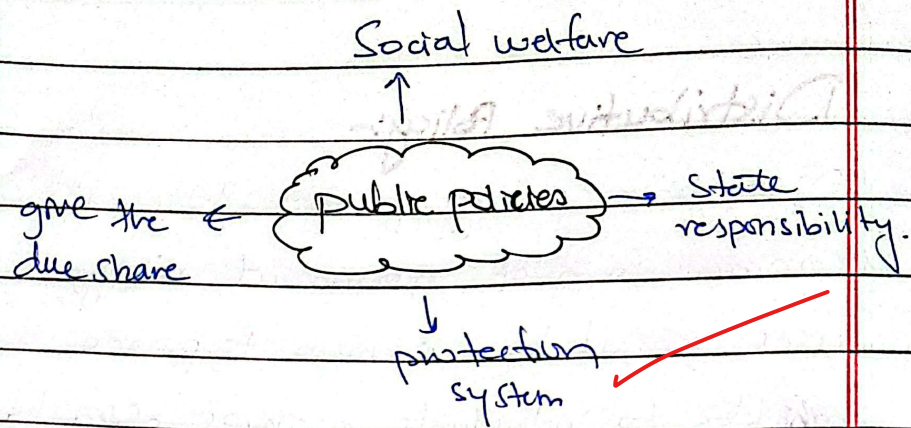 Social welfare
public policies
state
responsibility.
give the
due share
protection
system